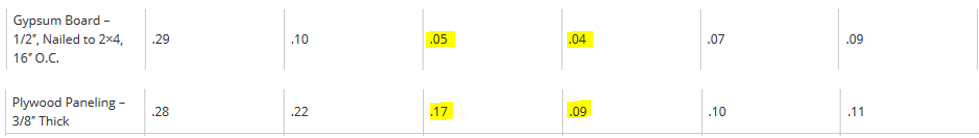 Gypsum Board –
1/2″, Nailed to 2×4, .29 .10 .05 .04 .07 .09
16″ O.C.
Plywood Paneling –
3/8″ Thick .28 .22 .17 .09 .10 .11